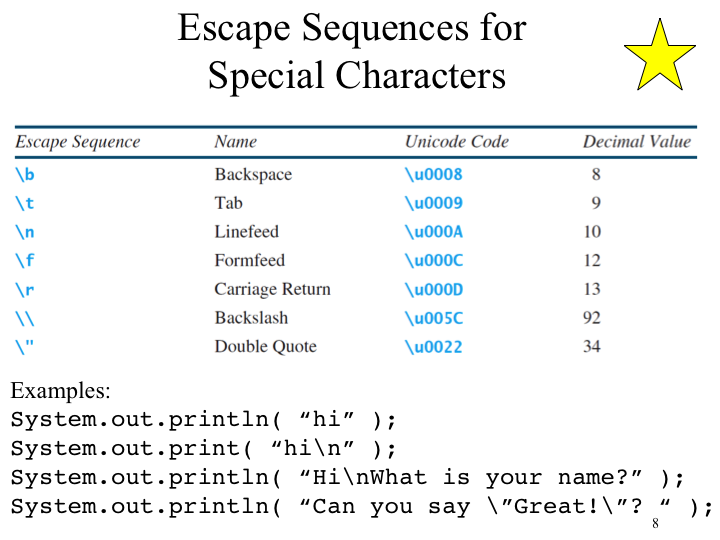 Escape Sequences for
Special Characters
Escape Sequence Name Unicode Code Decimal Value
\b Backspace \u0008 8
\t Tab \u0009 9
\n Linefeed \u000A 10
\f Formfeed \u000C 12
\r Carriage Return \u000D 13
\\ Backslash \u005C 92
\" Double Quote \u0022 34
Examples:
System.out.println( “hi” );
System.out.print( “hi\n” );
System.out.println( “Hi\nWhat is your name?” );
System.out.println( “Can you say \”Great!\”? “ );
8